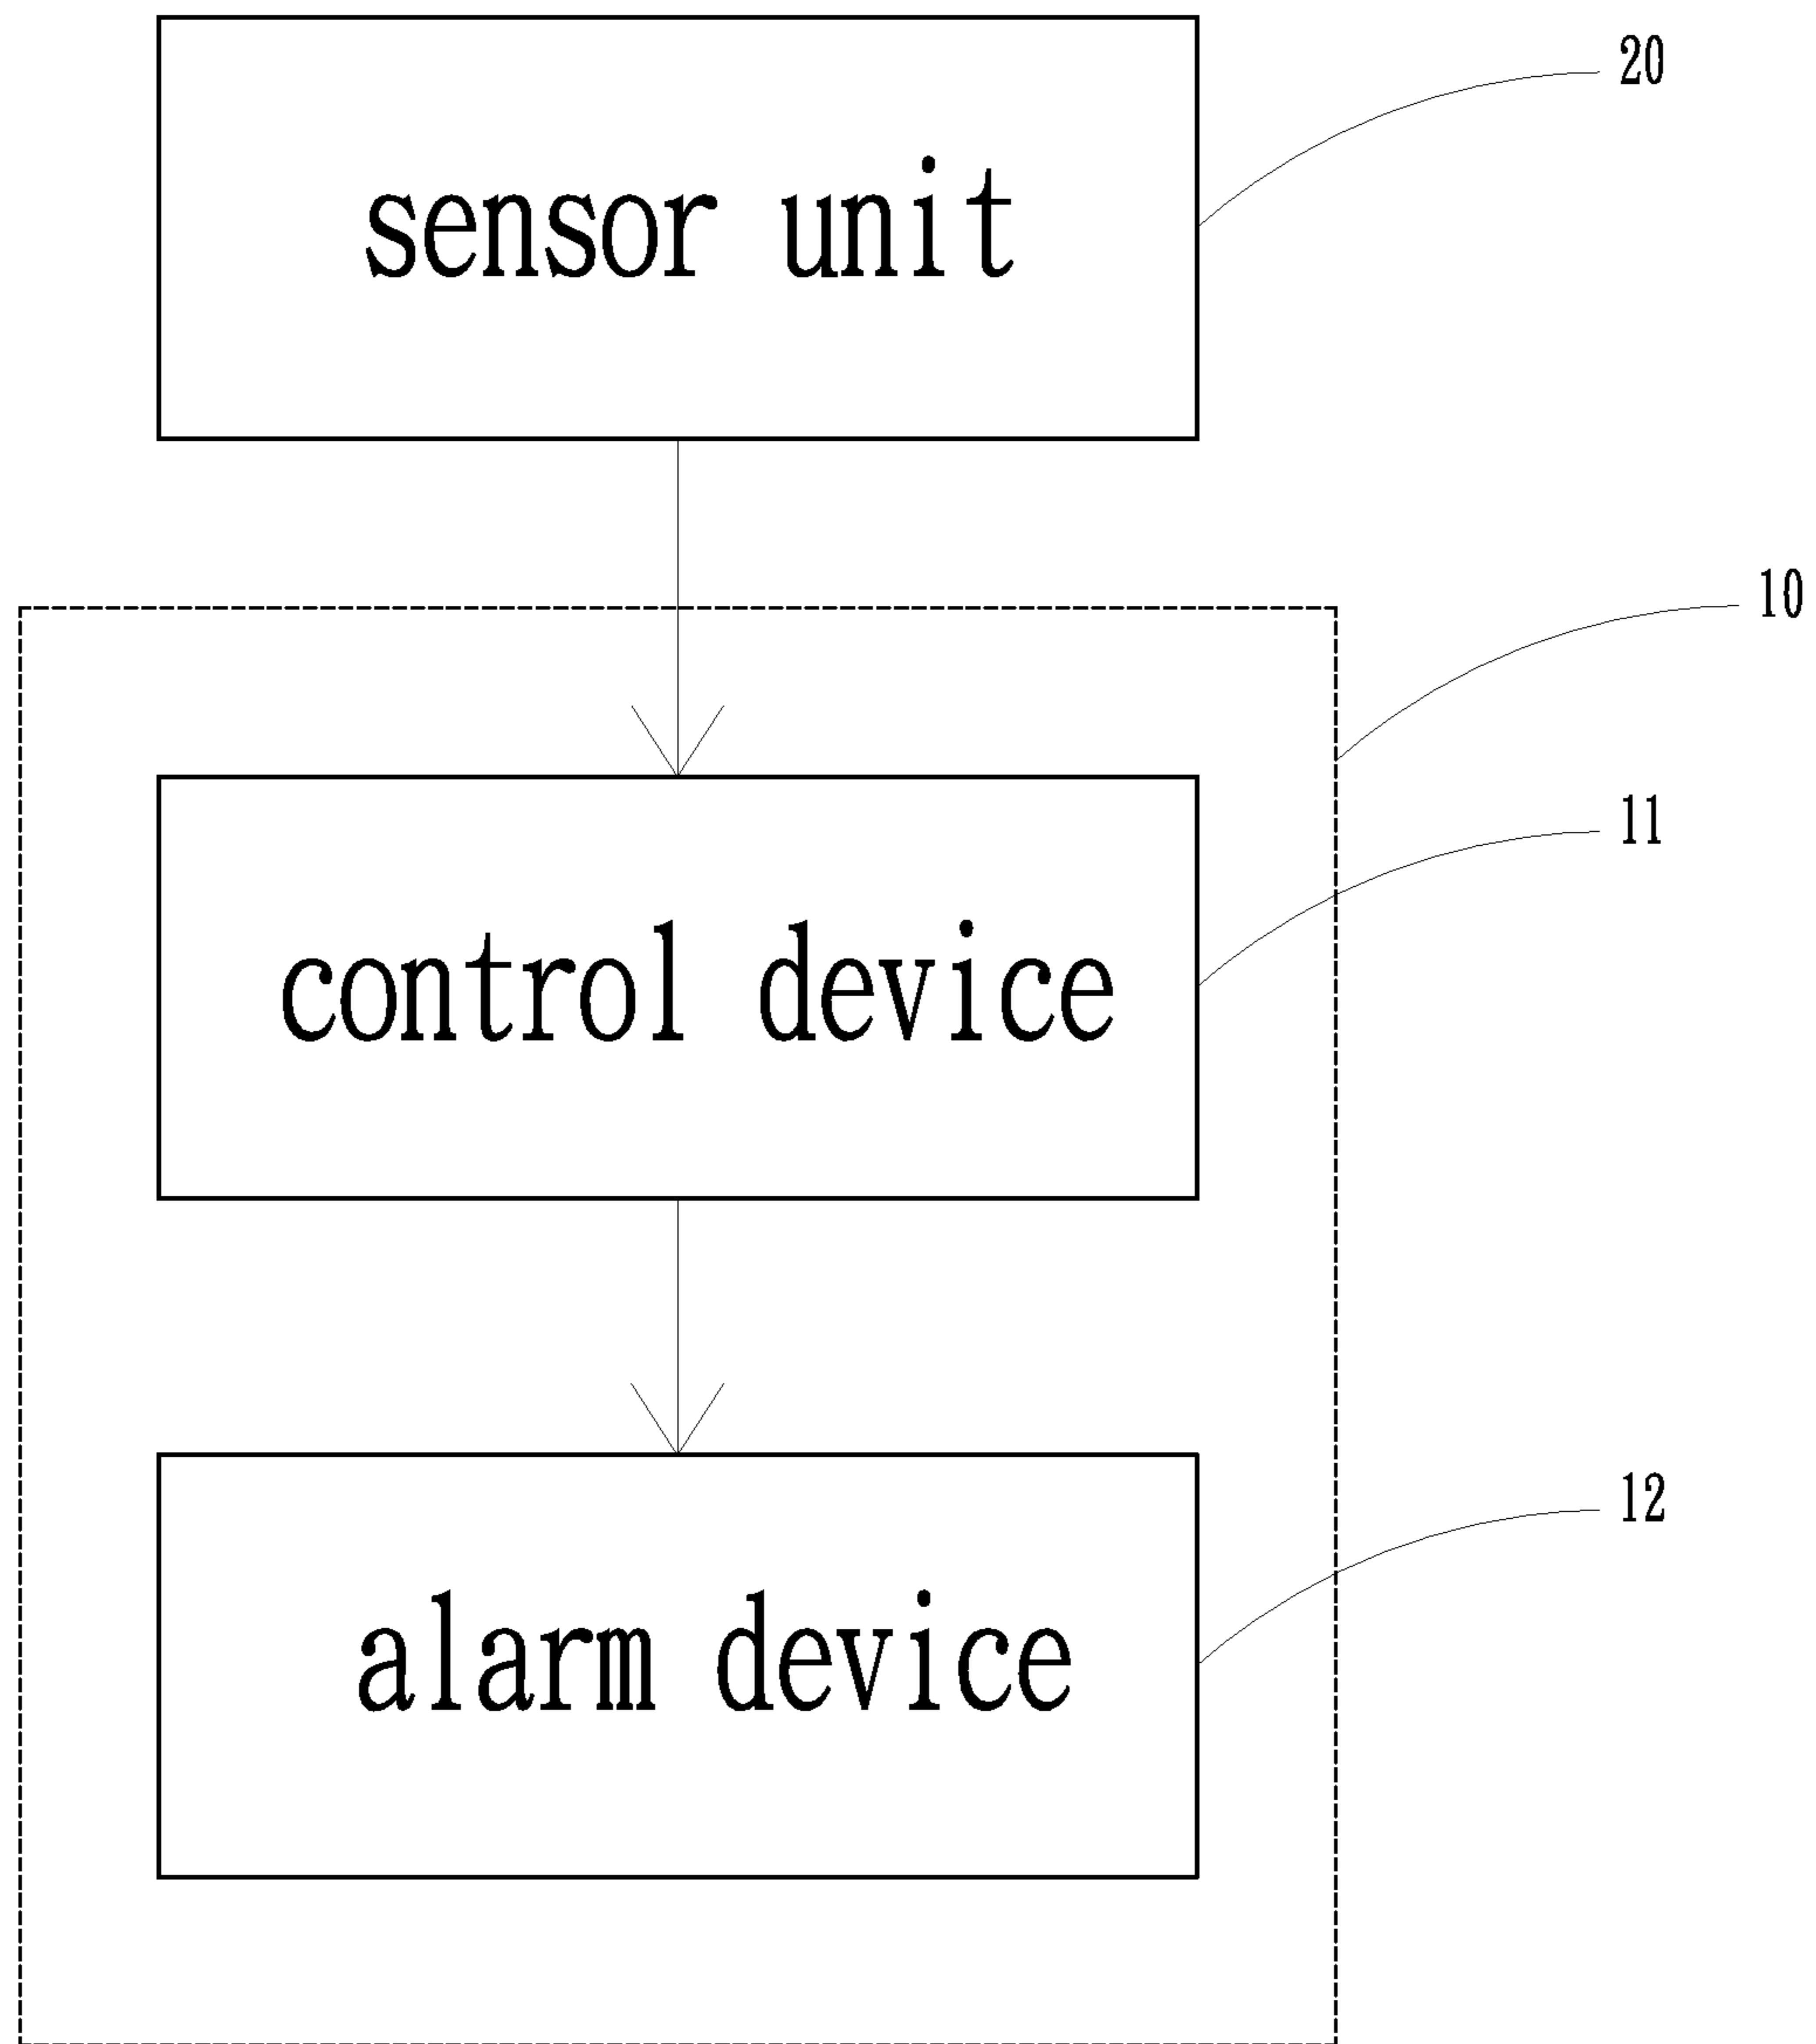 20
sensor unit
10
11
control device
12
alarm device